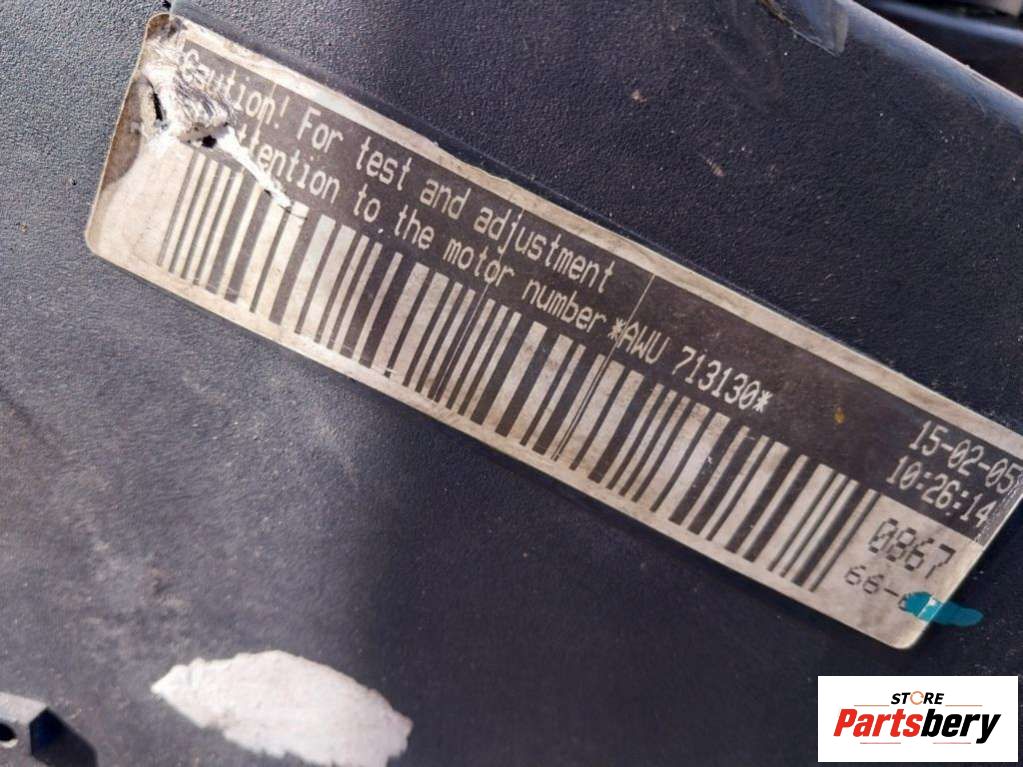 Caution! For test and adjustment
attention to the motor number *AWU 713130*
15-02-05
10:26:14
0867
STORE
Partsbery